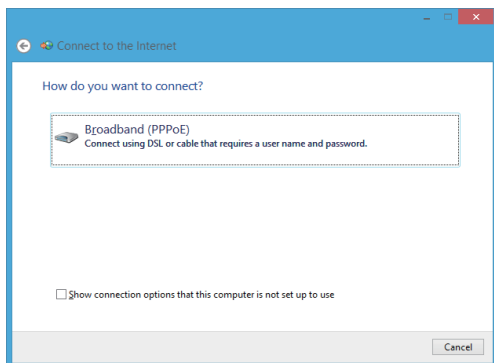 Connect to the Internet
How do you want to connect?
Broadband (PPPoE)
Connect using DSL or cable that requires a user name and password.
Show connection options that this computer is not set up to use
Cancel